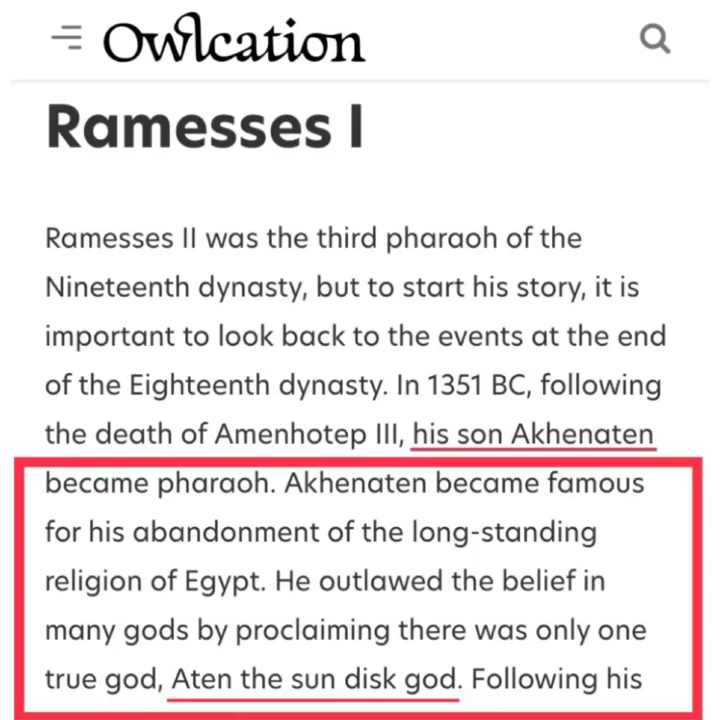 Owlcation
Ramesses I
Ramesses II was the third pharaoh of the
Nineteenth dynasty, but to start his story, it is
important to look back to the events at the end
of the Eighteenth dynasty. In 1351 BC, following
the death of Amenhotep III, his son Akhenaten
became pharaoh. Akhenaten became famous
for his abandonment of the long-standing
religion of Egypt. He outlawed the belief in
many gods by proclaiming there was only one
true god, Aten the sun disk god. Following his